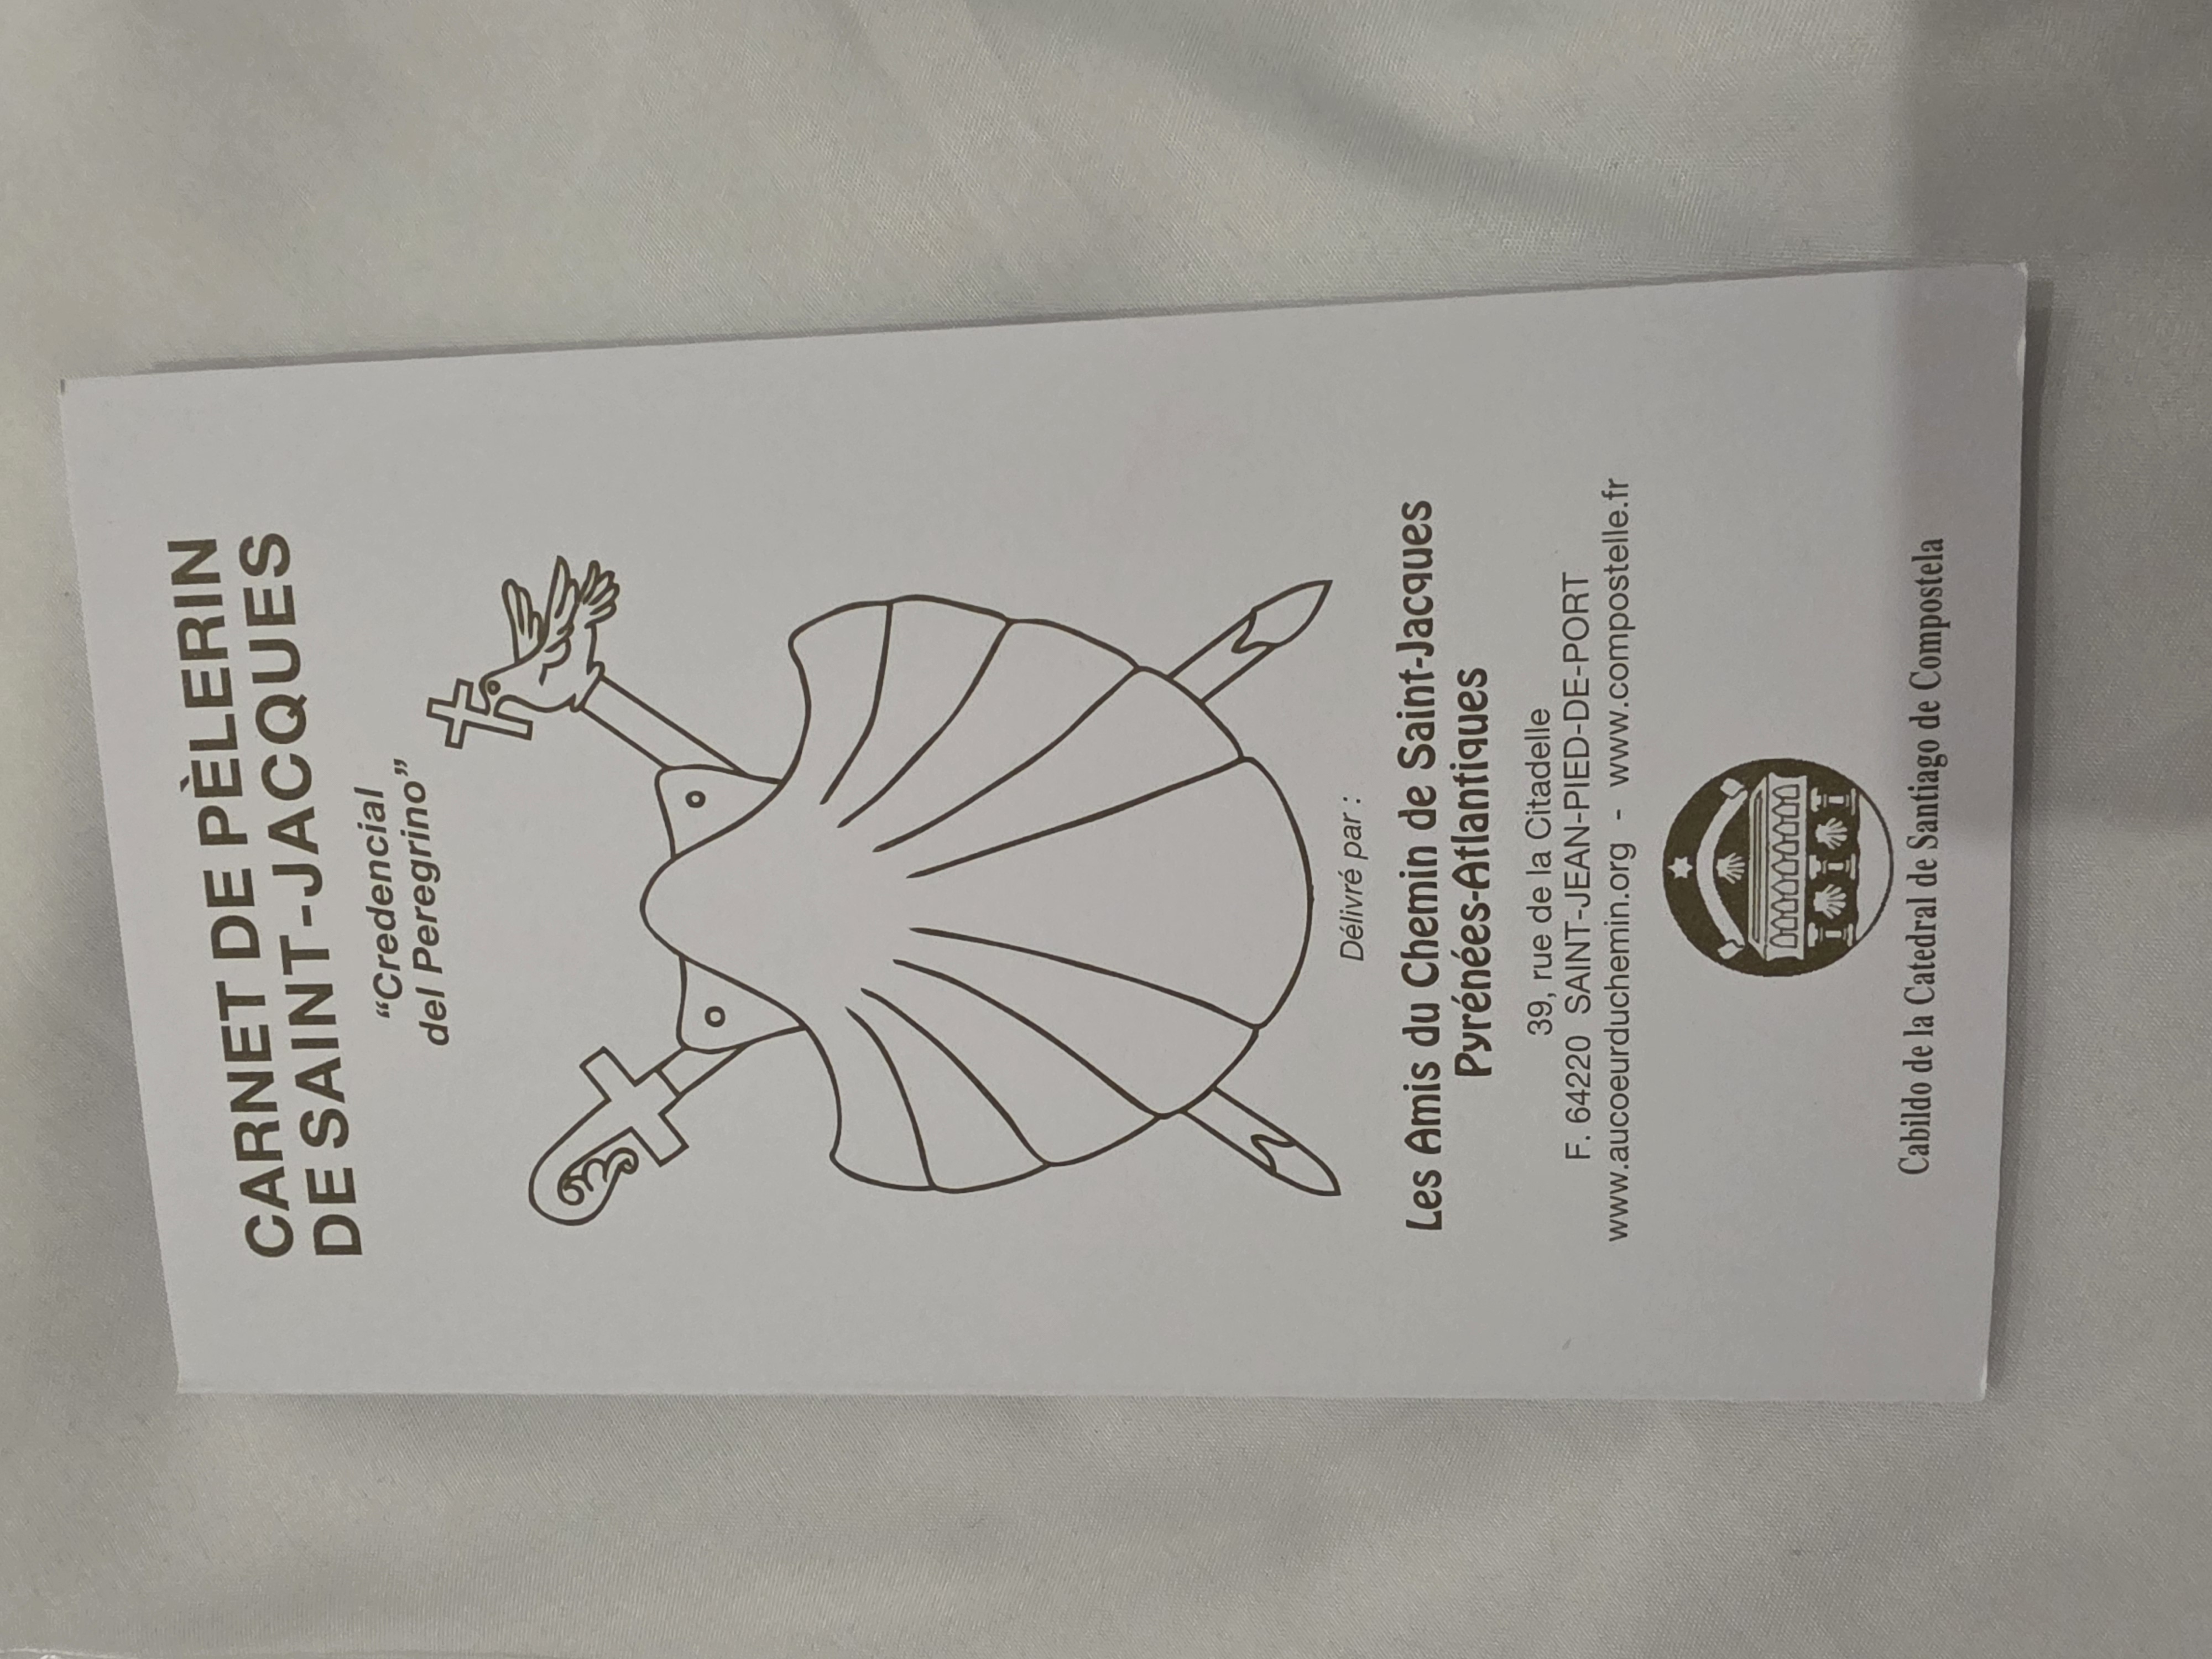 CARNET DE PÈLERIN
DE SAINT-JACQUES
“Credencial
del Peregrino”
Délivré par :
Les Amis du Chemin de Saint-Jacques
Pyrénées-Atlantiques
39, rue de la Citadelle
F. 64220 SAINT-JEAN-PIED-DE-PORT
www.aucoeurduchemin.org - www.compostelle.fr
Cabildo de la Catedral de Santiago de Compostela